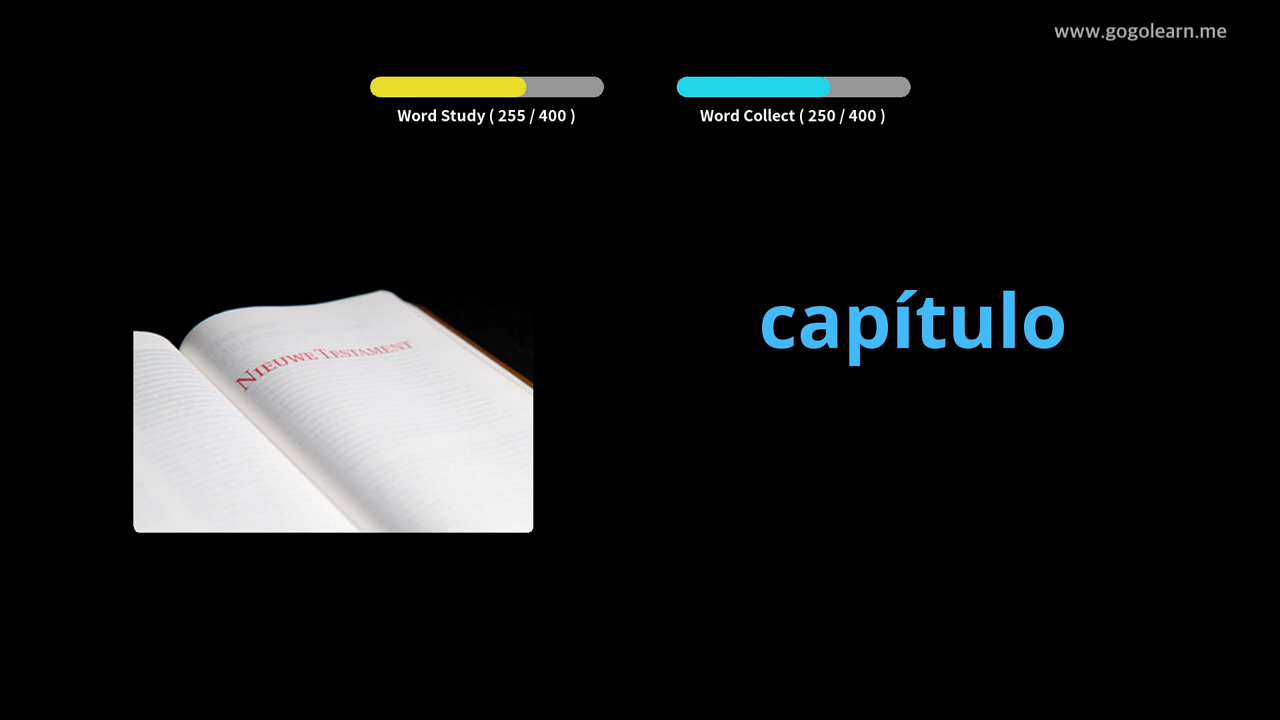 www.gogolearn.me
Word Study ( 255 / 400 )
Word Collect ( 250 / 400 )
NIEUWE TESTAMENT
capítulo